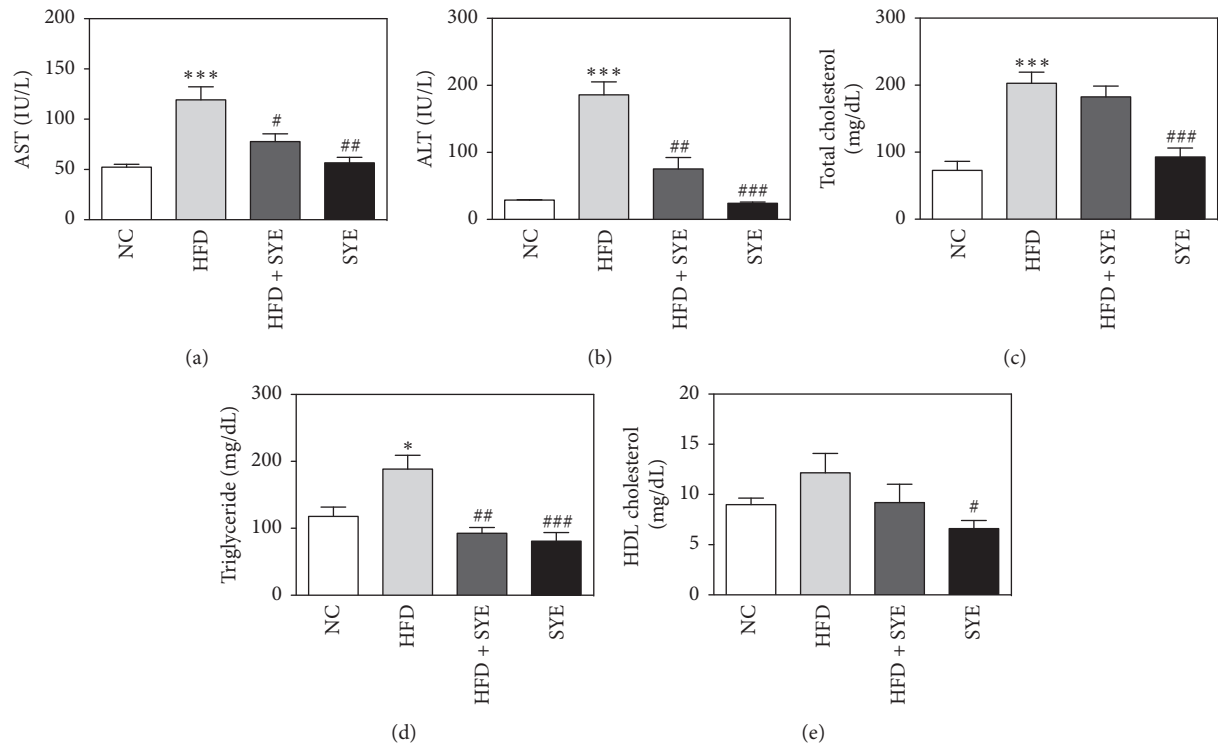 AST (IU/L)
200
150
100
50
0
***
#
##
NC
HFD
HFD + SYE
SYE
(a)
ALT (IU/L)
300
200
100
0
***
##
###
NC
HFD
HFD + SYE
SYE
(b)
Total cholesterol
(mg/dL)
300
200
100
0
***
###
NC
HFD
HFD + SYE
SYE
(c)
Triglyceride (mg/dL)
300
200
100
0
*
##
###
NC
HFD
HFD + SYE
SYE
(d)
HDL cholesterol
(mg/dL)
20
15
10
5
0
#
NC
HFD
HFD + SYE
SYE
(e)